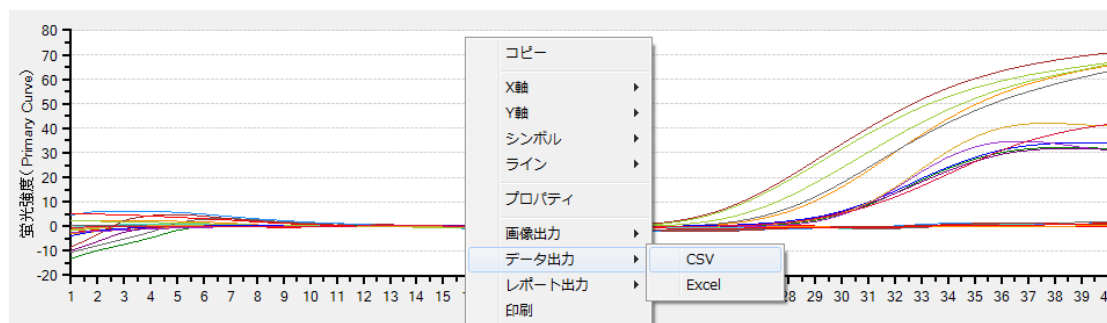 80
70
60
50
40
30
20
10
0
-10
-20
蛍光強度(Primary Curve)
コピー
X軸
Y軸
シンボル
ライン
プロパティ
画像出力
データ出力
レポート出力
印刷
CSV
Excel
1 2 3 4 5 6 7 8 9 10 11 12 13 14 15 28 29 30 31 32 33 34 35 36 37 38 39